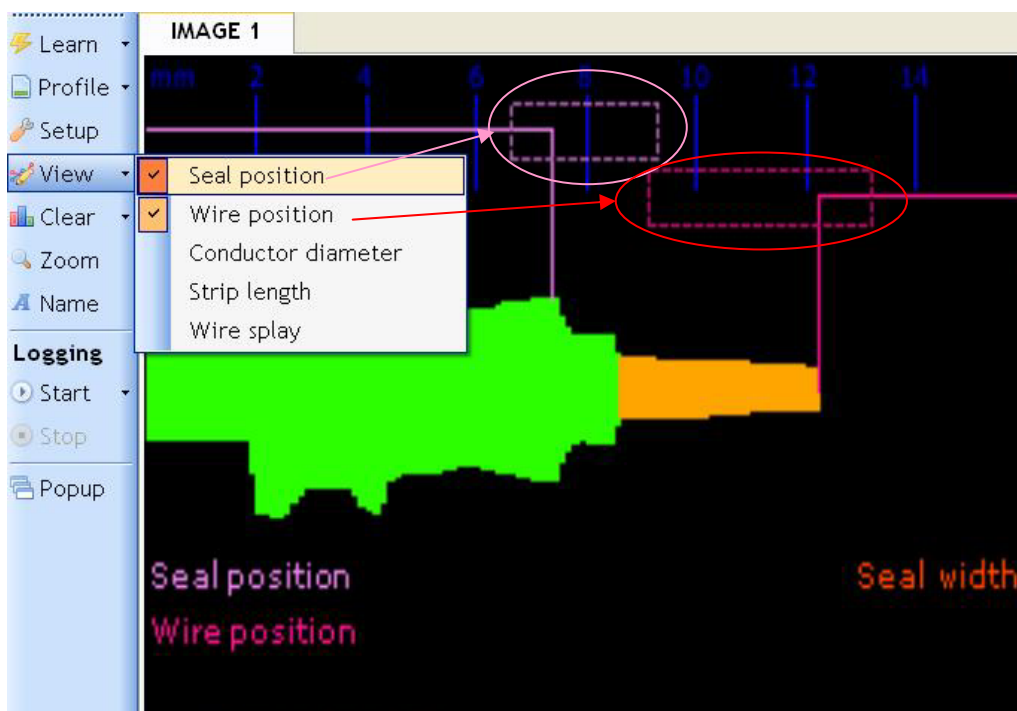 IMAGE 1
Learn
Profile
Setup
View
Clear
Zoom
Name
Logging
Start
Stop
Popup
Seal position
Wire position
Conductor diameter
Strip length
Wire splay
mm 2 4 6 8 10 12 14
Seal position
Seal width
Wire position